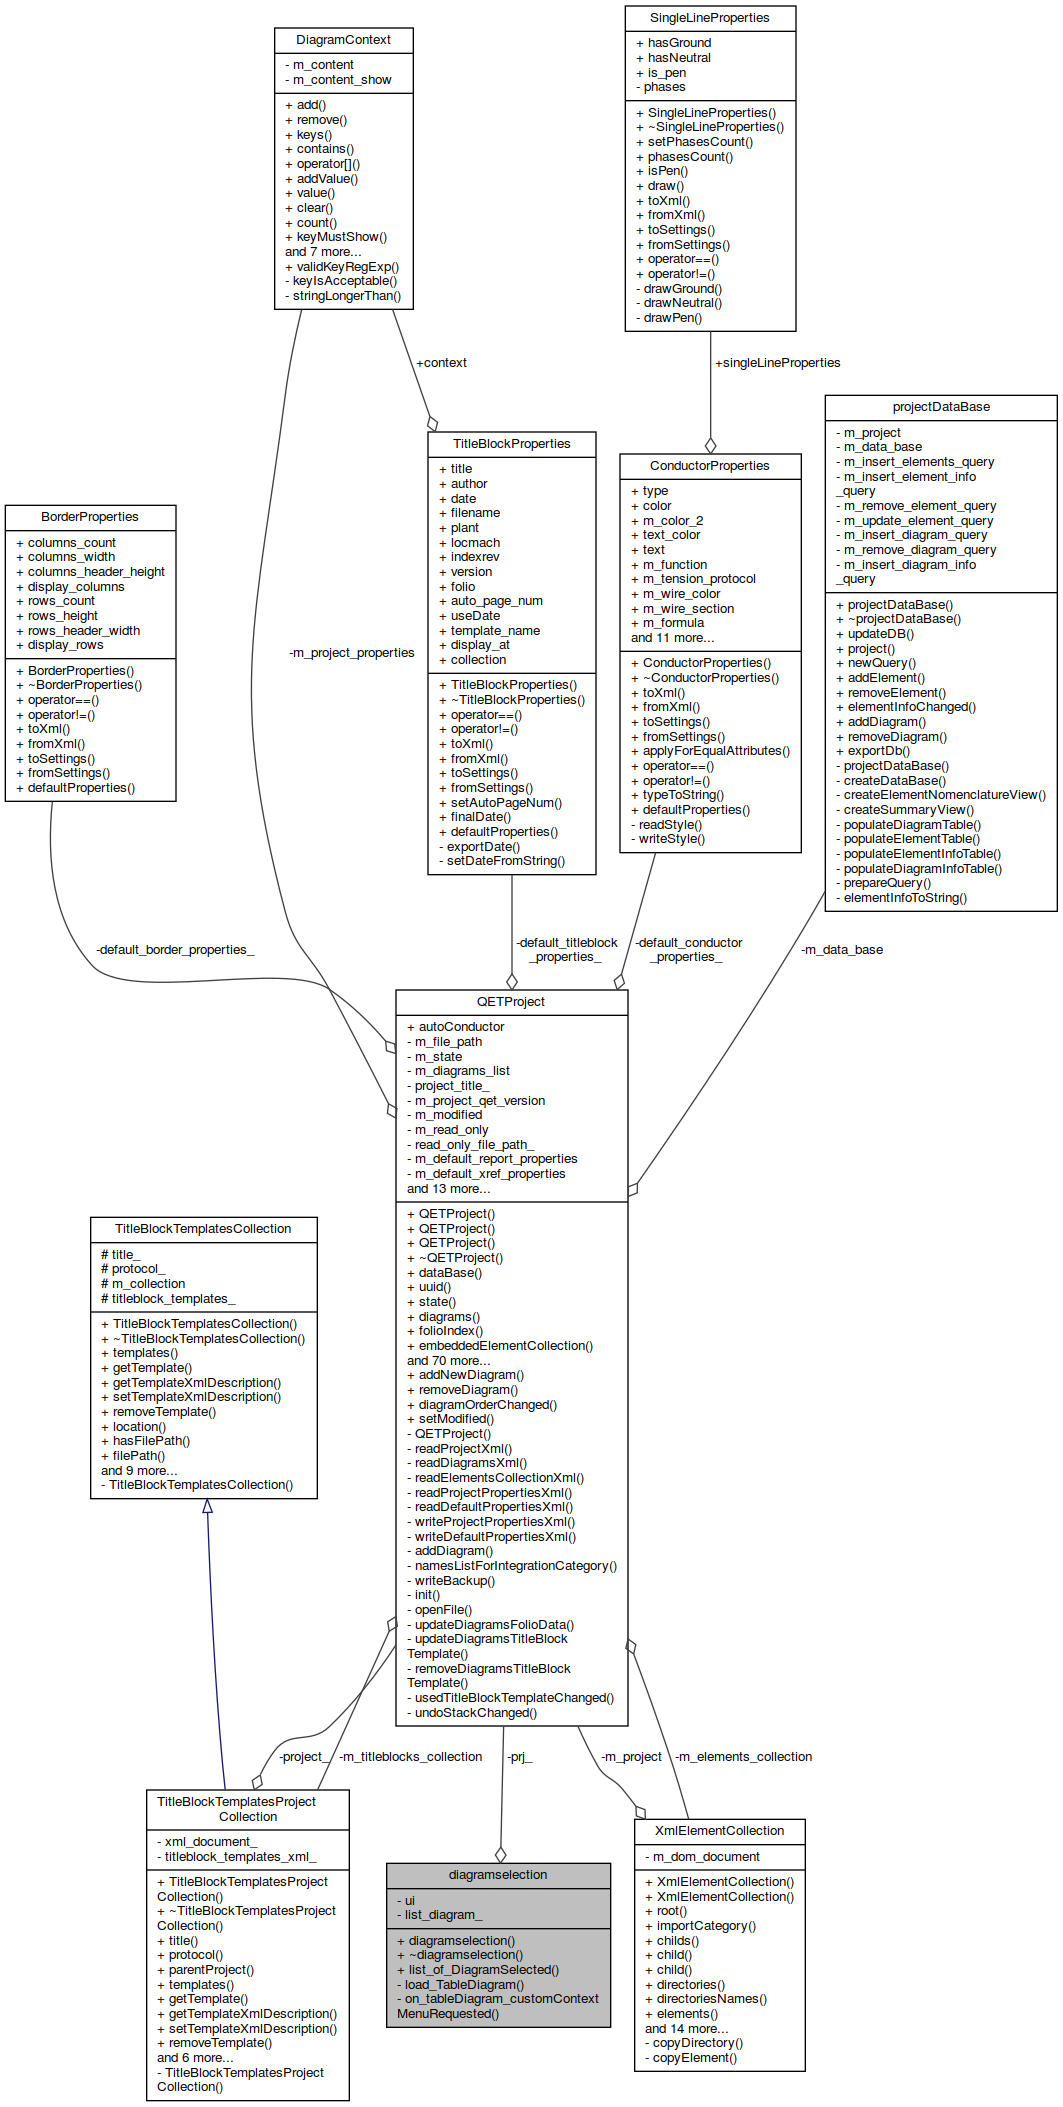 SingleLineProperties
+ hasGround
+ hasNeutral
+ is_pen
- phases
+ SingleLineProperties()
+ ~SingleLineProperties()
+ setPhasesCount()
+ phasesCount()
+ isPen()
+ draw()
+ toXml()
+ fromXml()
+ toSettings()
+ fromSettings()
+ operator==()
+ operator!=()
- drawGround()
- drawNeutral()
- drawPen()
DiagramContext
- m_content
- m_content_show
+ add()
+ remove()
+ keys()
+ contains()
+ operator[]()
+ addValue()
+ value()
+ clear()
+ count()
+ keyMustShow()
and 7 more...
+ validKeyRegExp()
- keyIsAcceptable()
- stringLongerThan()
+context
+singleLineProperties
projectDataBase
- m_project
- m_data_base
- m_insert_elements_query
- m_insert_element_info
_query
- m_remove_element_query
- m_update_element_query
- m_insert_diagram_query
- m_remove_diagram_query
- m_insert_diagram_info
_query
+ projectDataBase()
+ ~projectDataBase()
+ updateDB()
+ project()
+ newQuery()
+ addElement()
+ removeElement()
+ elementInfoChanged()
+ addDiagram()
+ removeDiagram()
+ exportDb()
- projectDataBase()
- createDataBase()
- createElementNomenclatureView()
- createSummaryView()
- populateDiagramTable()
- populateElementTable()
- populateElementInfoTable()
- populateDiagramInfoTable()
- prepareQuery()
- elementInfoToString()
TitleBlockProperties
+ title
+ author
+ date
+ filename
+ plant
+ locmach
+ indexrev
+ version
+ folio
+ auto_page_num
+ useDate
+ template_name
+ display_at
+ collection
+ TitleBlockProperties()
+ ~TitleBlockProperties()
+ operator==()
+ operator!=()
+ toXml()
+ fromXml()
+ toSettings()
+ fromSettings()
+ setAutoPageNum()
+ finalDate()
+ defaultProperties()
- exportDate()
- setDateFromString()
ConductorProperties
+ type
+ color
+ m_color_2
+ text_color
+ text
+ m_function
+ m_tension_protocol
+ m_wire_color
+ m_wire_section
+ m_formula
and 11 more...
+ ConductorProperties()
+ ~ConductorProperties()
+ toXml()
+ fromXml()
+ toSettings()
+ fromSettings()
+ applyForEqualAttributes()
+ operator==()
+ operator!=()
+ typeToString()
+ defaultProperties()
- readStyle()
- writeStyle()
BorderProperties
+ columns_count
+ columns_width
+ columns_header_height
+ display_columns
+ rows_count
+ rows_height
+ rows_header_width
+ display_rows
+ BorderProperties()
+ ~BorderProperties()
+ operator==()
+ operator!=()
+ toXml()
+ fromXml()
+ toSettings()
+ fromSettings()
+ defaultProperties()
-m_project_properties
-default_border_properties_
-default_titleblock
_properties_
-default_conductor
_properties_
-m_data_base
QETProject
+ autoConductor
- m_file_path
- m_state
- m_diagrams_list
- project_title_
- m_project_qet_version
- m_modified
- m_read_only
- read_only_file_path_
- m_default_report_properties
- m_default_xref_properties
and 13 more...
+ QETProject()
+ QETProject()
+ QETProject()
+ ~QETProject()
+ dataBase()
+ uuid()
+ state()
+ diagrams()
+ folioIndex()
+ embeddedElementCollection()
and 70 more...
+ addNewDiagram()
+ removeDiagram()
+ diagramOrderChanged()
+ setModified()
- QETProject()
- readProjectXml()
- readDiagramsXml()
- readElementsCollectionXml()
- readProjectPropertiesXml()
- readDefaultPropertiesXml()
- writeProjectPropertiesXml()
- writeDefaultPropertiesXml()
- addDiagram()
- namesListForIntegrationCategory()
- writeBackup()
- init()
- openFile()
- updateDiagramsFolioData()
- updateDiagramsTitleBlock
Template()
- removeDiagramsTitleBlock
Template()
- usedTitleBlockTemplateChanged()
- undoStackChanged()
TitleBlockTemplatesCollection
# title_
# protocol_
# m_collection
# titleblock_templates_
+ TitleBlockTemplatesCollection()
+ ~TitleBlockTemplatesCollection()
+ templates()
+ getTemplate()
+ getTemplateXmlDescription()
+ setTemplateXmlDescription()
+ removeTemplate()
+ location()
+ hasFilePath()
+ filePath()
and 9 more...
- TitleBlockTemplatesCollection()
-project_
-m_titleblocks_collection
-prj_
-m_project
-m_elements_collection
TitleBlockTemplatesProject
Collection
- xml_document_
- titleblock_templates_xml_
+ TitleBlockTemplatesProject
Collection()
+ ~TitleBlockTemplatesProject
Collection()
+ title()
+ protocol()
+ parentProject()
+ templates()
+ getTemplate()
+ getTemplateXmlDescription()
+ setTemplateXmlDescription()
+ removeTemplate()
and 6 more...
- TitleBlockTemplatesProject
Collection()
diagramselection
- ui
- list_diagram_
+ diagramselection()
+ ~diagramselection()
+ list_of_DiagramSelected()
- load_TableDiagram()
- on_tableDiagram_customContext
MenuRequested()
XmlElementCollection
- m_dom_document
+ XmlElementCollection()
+ XmlElementCollection()
+ root()
+ importCategory()
+ childs()
+ child()
+ child()
+ directories()
+ directoriesNames()
+ elements()
and 14 more...
- copyDirectory()
- copyElement()